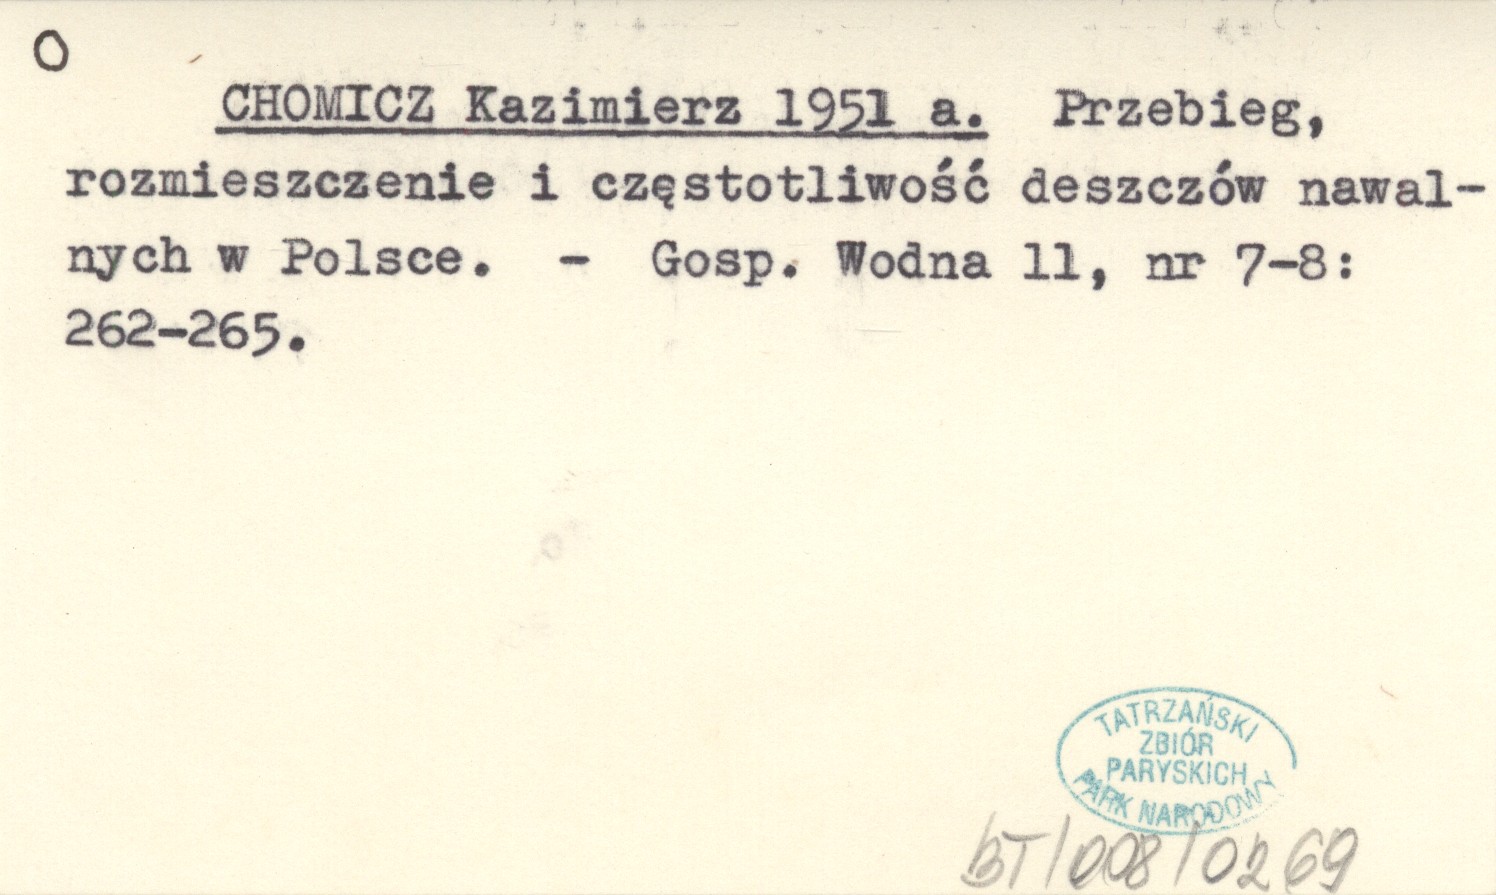 O
CHOMICZ Kazimierz 1951 a. Przebieg,
rozmieszczenie i częstotliwość deszczów nawal-
nych w Polsce. - Gosp. Wodna 11, nr 7-8:
262-265.
TATRZAŃSKI
ZBIÓR
PARYSKICH
PARK NARODOWY
BT/008/0269